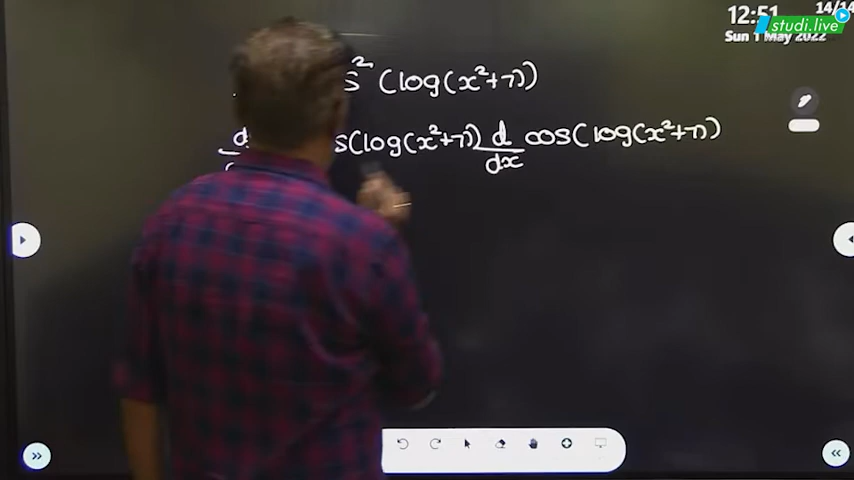 12:51
14/14
studi.live
Sun 1 May 2022
s² (log(x²+7))
d s(log(x²+7)) d/dx cos(log(x²+7))